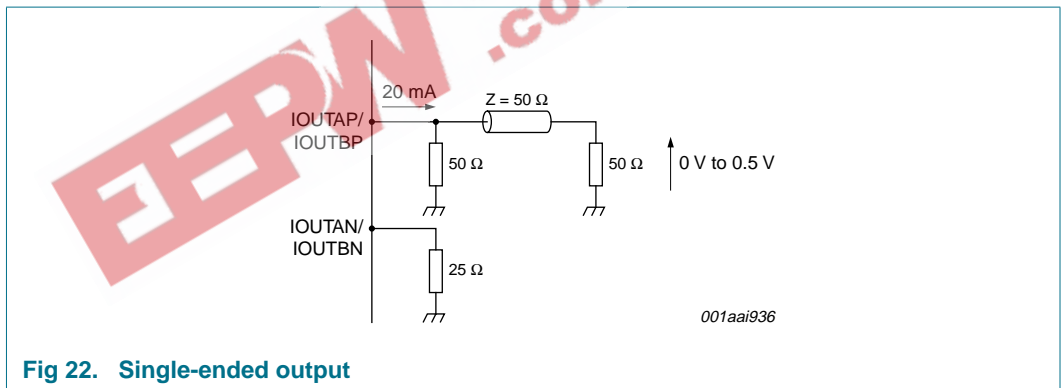 EEPW.com
20 mA
Z = 50 Ω
IOUTAP/
IOUTBP
50 Ω
50 Ω
0 V to 0.5 V
IOUTAN/
IOUTBN
25 Ω
001aai936
Fig 22. Single-ended output